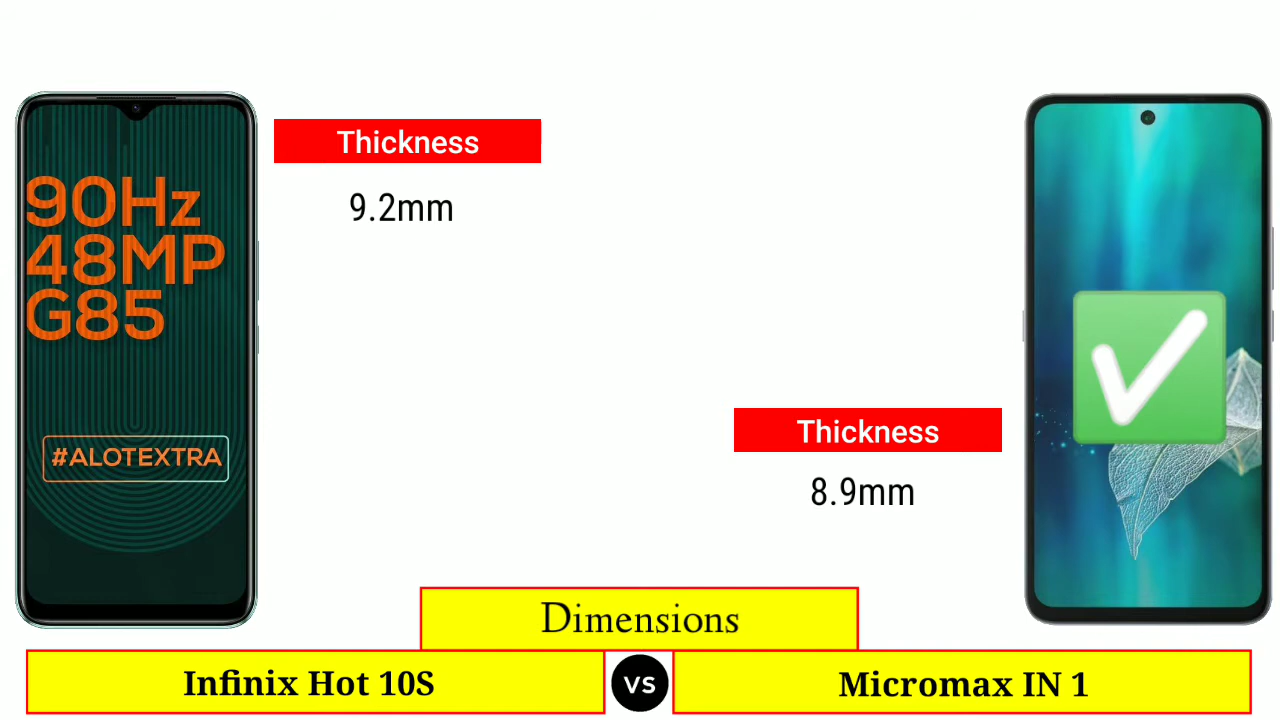 90Hz
48MP
G85
#ALOTEXTRA
Thickness
9.2mm
Thickness
8.9mm
Dimensions
Infinix Hot 10S
vs
Micromax IN 1